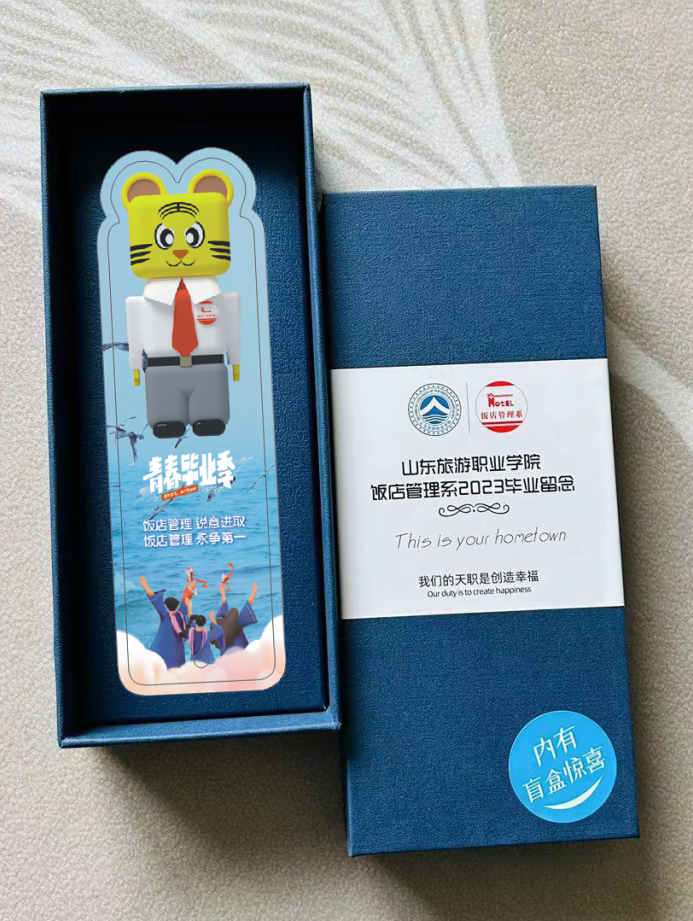 青春毕业季
饭店管理 锐意进取
饭店管理 永争第一
HOTEL
饭店管理系
山东旅游职业学院
饭店管理系2023毕业留念
This is your hometown
我们的天职是创造幸福
Our duty is to create happiness
内有
盲盒惊喜